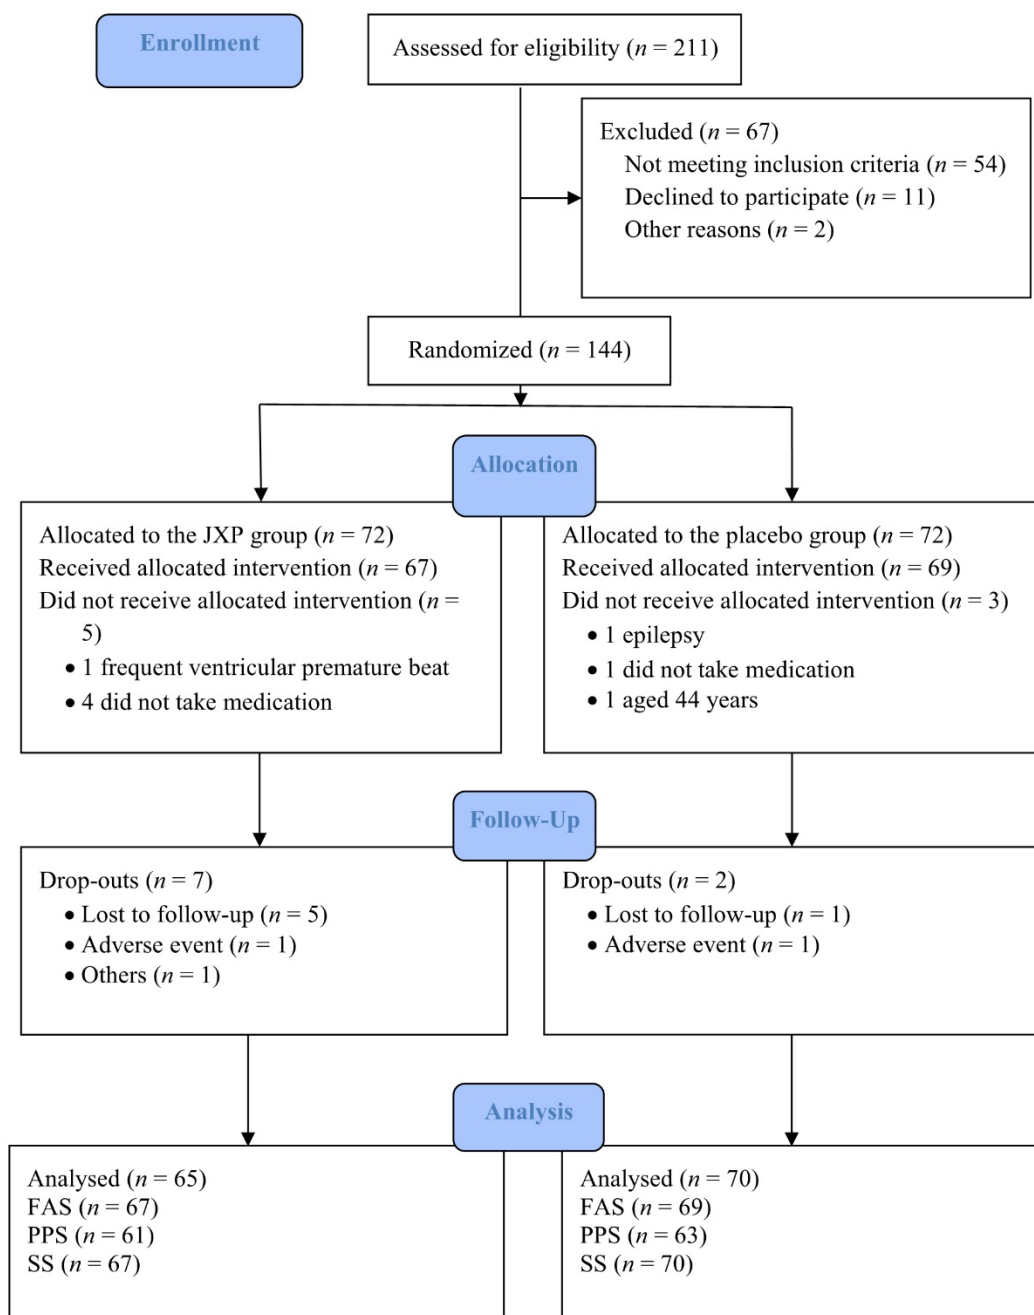 Enrollment
Assessed for eligibility (n = 211)
Excluded (n = 67)
Not meeting inclusion criteria (n = 54)
Declined to participate (n = 11)
Other reasons (n = 2)
Randomized (n = 144)
Allocation
Allocated to the JXP group (n = 72)
Received allocated intervention (n = 67)
Did not receive allocated intervention (n =
5)
• 1 frequent ventricular premature beat
• 4 did not take medication
Allocated to the placebo group (n = 72)
Received allocated intervention (n = 69)
Did not receive allocated intervention (n = 3)
• 1 epilepsy
• 1 did not take medication
• 1 aged 44 years
Follow-Up
Drop-outs (n = 7)
• Lost to follow-up (n = 5)
• Adverse event (n = 1)
• Others (n = 1)
Drop-outs (n = 2)
• Lost to follow-up (n = 1)
• Adverse event (n = 1)
Analysis
Analysed (n = 65)
FAS (n = 67)
PPS (n = 61)
SS (n = 67)
Analysed (n = 70)
FAS (n = 69)
PPS (n = 63)
SS (n = 70)